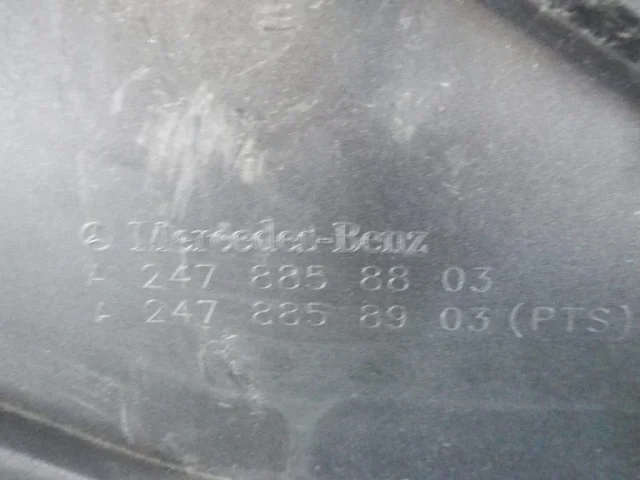 Mercedes-Benz
A 247 885 88 03
A 247 885 89 03 (PTS)